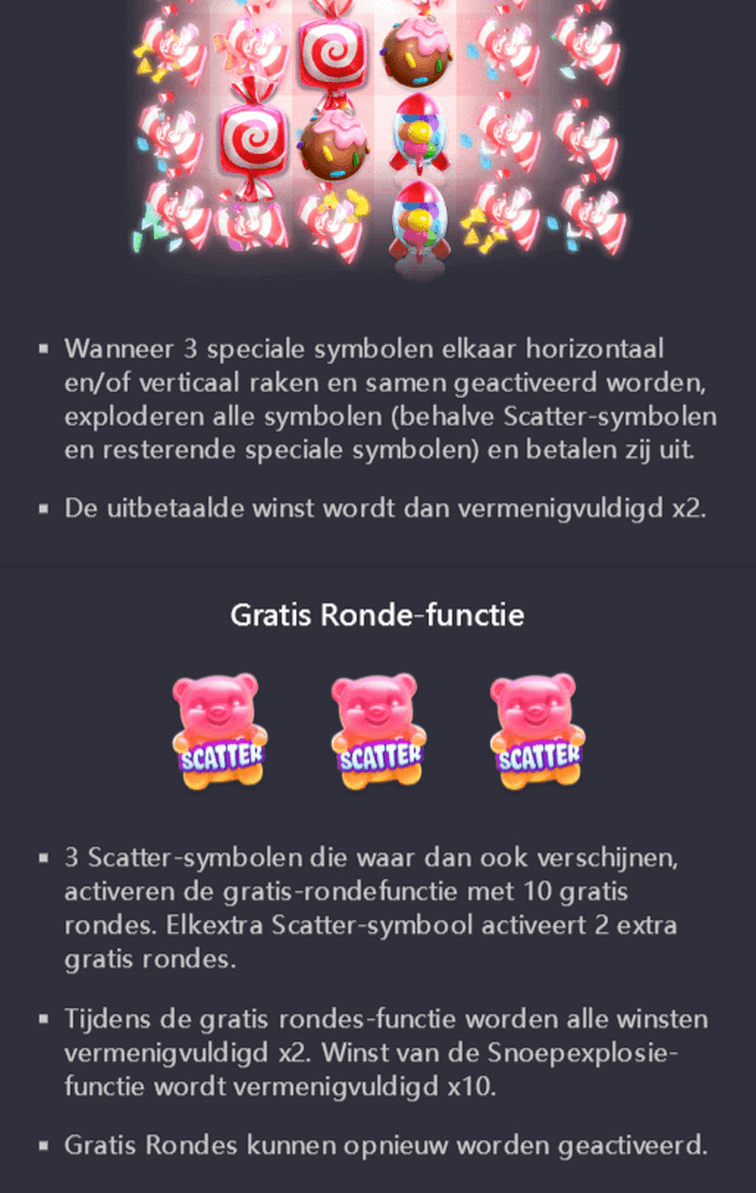 ▪ Wanneer 3 speciale symbolen elkaar horizontaal
en/of verticaal raken en samen geactiveerd worden,
exploderen alle symbolen (behalve Scatter-symbolen
en resterende speciale symbolen) en betalen zij uit.
▪ De uitbetaalde winst wordt dan vermenigvuldigd x2.
Gratis Ronde-functie
SCATTER SCATTER SCATTER
▪ 3 Scatter-symbolen die waar dan ook verschijnen,
activeren de gratis-rondefunctie met 10 gratis
rondes. Elkextra Scatter-symbool activeert 2 extra
gratis rondes.
▪ Tijdens de gratis rondes-functie worden alle winsten
vermenigvuldigd x2. Winst van de Snoepexplosie-
functie wordt vermenigvuldigd x10.
▪ Gratis Rondes kunnen opnieuw worden geactiveerd.